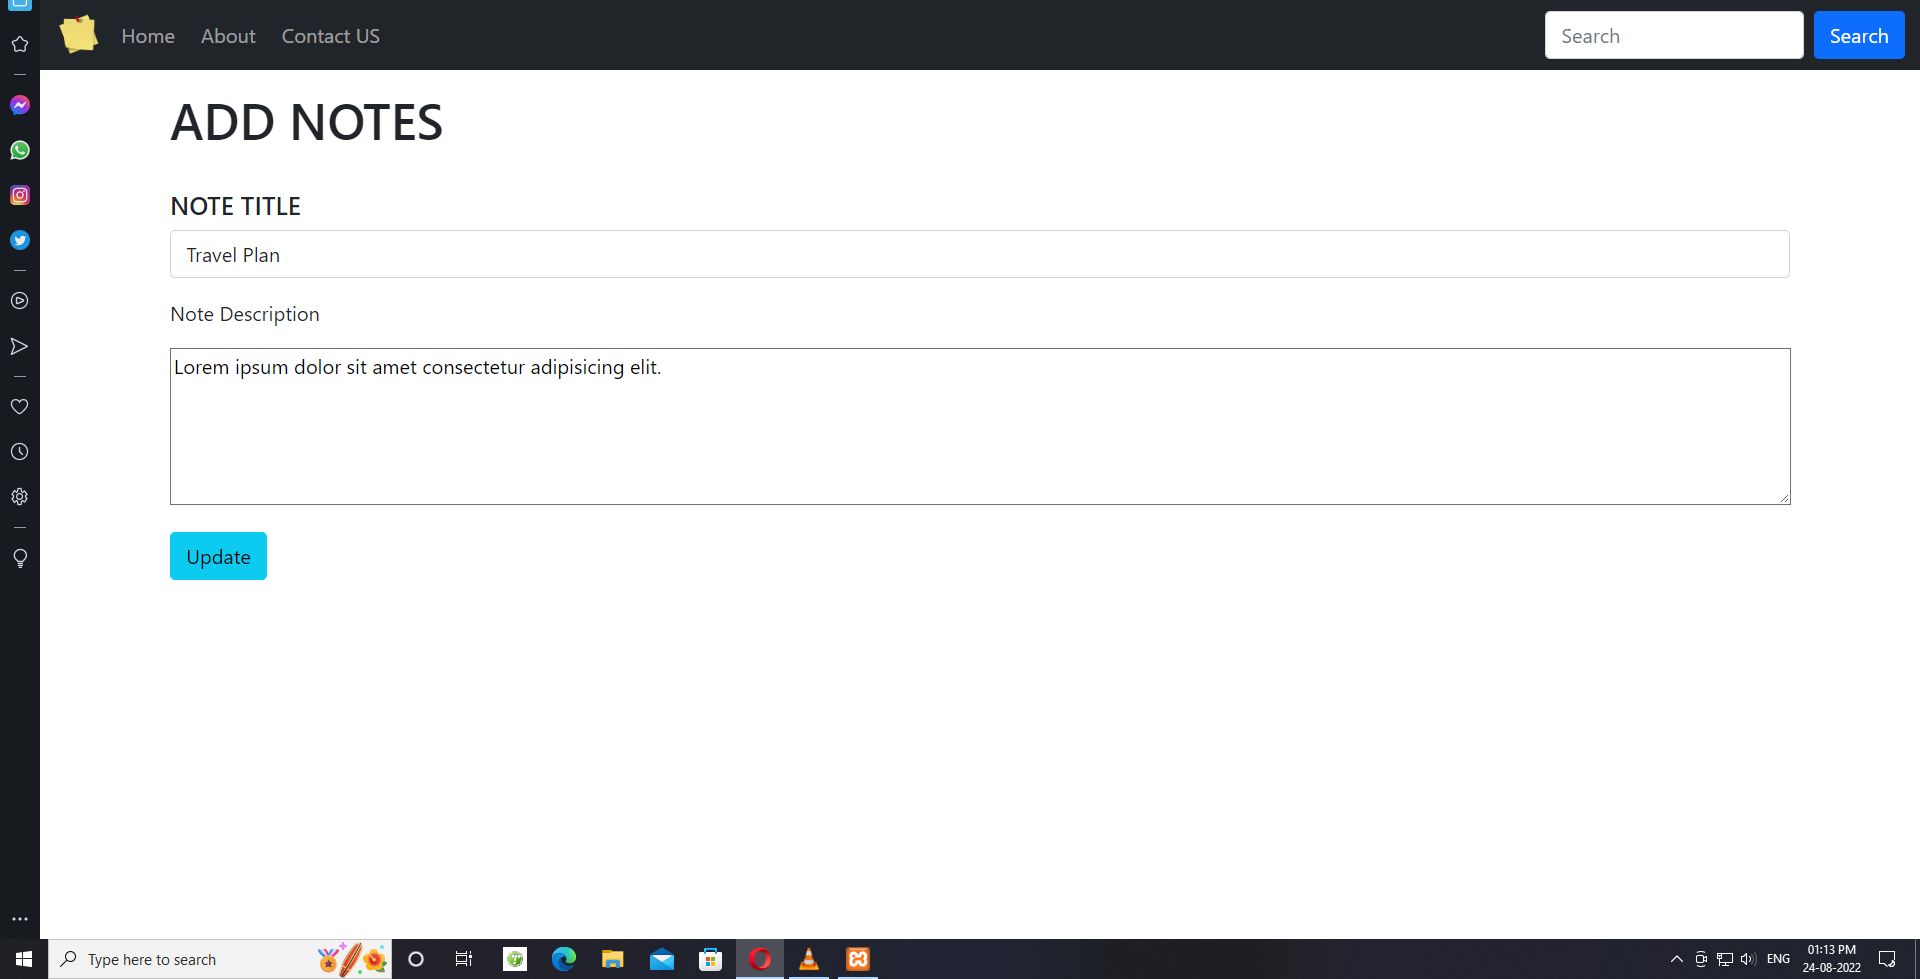 Home About Contact US Search Search
ADD NOTES
NOTE TITLE
Travel Plan
Note Description
Lorem ipsum dolor sit amet consectetur adipisicing elit.
Update
Type here to search
ENG
01:13 PM
24-08-2022